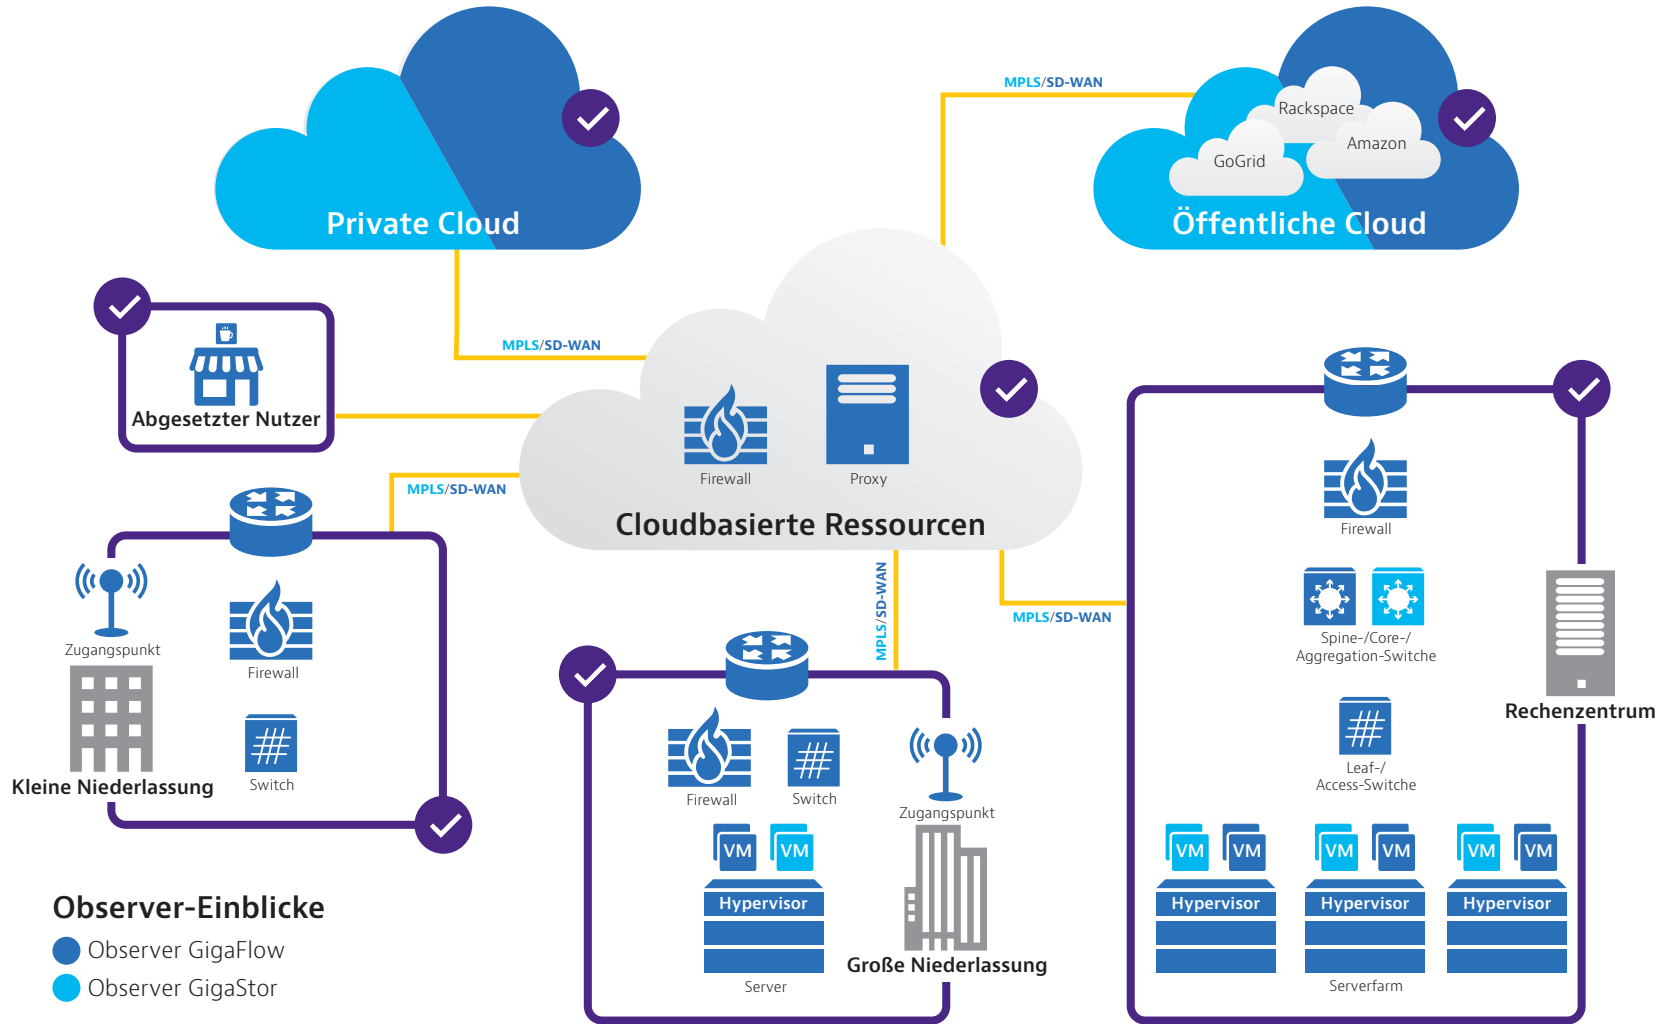 MPLS/SD-WAN
Rackspace
Amazon
GoGrid
Private Cloud
Öffentliche Cloud
MPLS/SD-WAN
Abgesetzter Nutzer
Firewall
Proxy
MPLS/SD-WAN
Cloudbasierte Ressourcen
Firewall
MPLS/SD-WAN
MPLS/SD-WAN
Spine-/Core-/
Aggregation-Switche
Zugangspunkt
Firewall
Rechenzentrum
Leaf-/
Access-Switche
Kleine Niederlassung
Switch
Firewall
Switch
Zugangspunkt
VM
VM
VM
VM
VM
VM
VM
VM
Hypervisor
Hypervisor
Hypervisor
Hypervisor
Observer-Einblicke
Observer GigaFlow
Observer GigaStor
Große Niederlassung
Server
Serverfarm